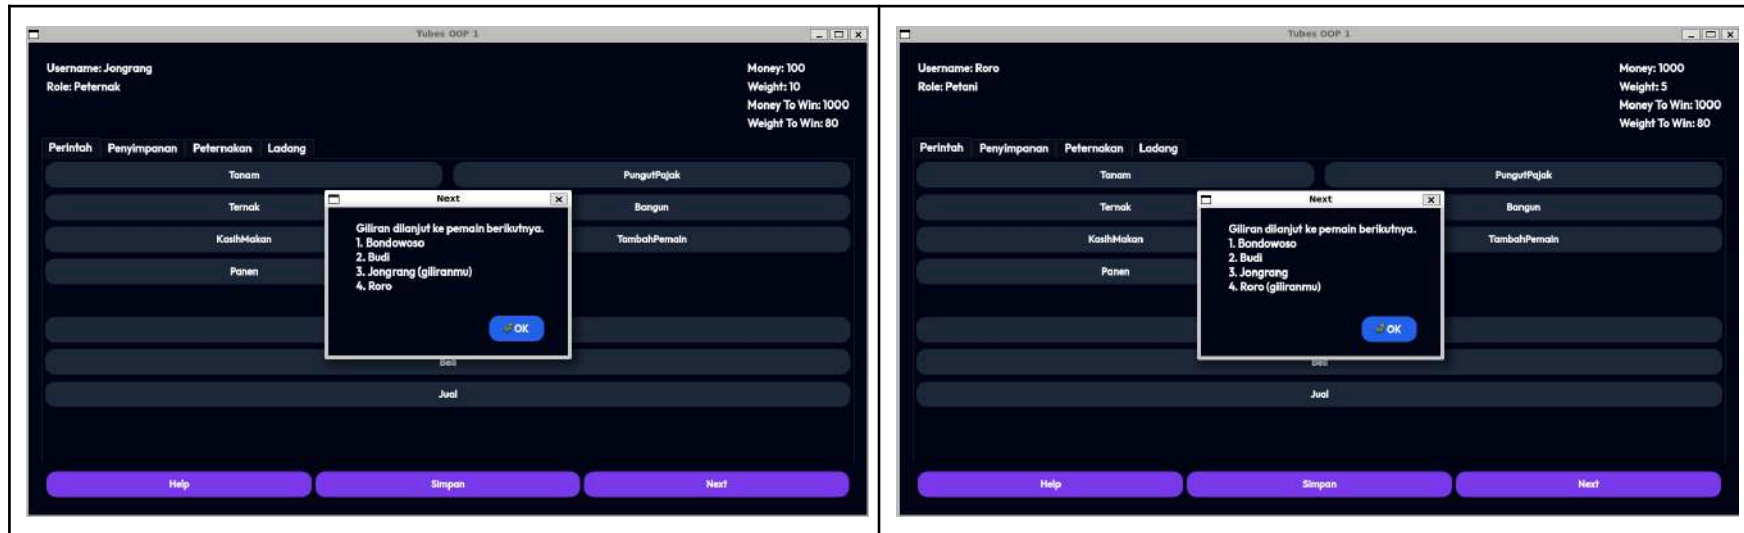 Tubes OOP 1
Username: Jongrang
Role: Peternak
Money: 100
Weight: 10
Money To Win: 1000
Weight To Win: 80
Perintah Penyimpanan Peternakan Ladang
Tanam PungutPajak
Ternak Bangun
KasihMakan TambahPemain
Panen
Next
Giliran dilanjut ke pemain berikutnya.
1. Bondowoso
2. Budi
3. Jongrang (giliranmu)
4. Roro
OK
Beli
Jual
Help Simpan Next
Tubes OOP 1
Username: Roro
Role: Petani
Money: 1000
Weight: 5
Money To Win: 1000
Weight To Win: 80
Perintah Penyimpanan Peternakan Ladang
Tanam PungutPajak
Ternak Bangun
KasihMakan TambahPemain
Panen
Next
Giliran dilanjut ke pemain berikutnya.
1. Bondowoso
2. Budi
3. Jongrang
4. Roro (giliranmu)
OK
Beli
Jual
Help Simpan Next